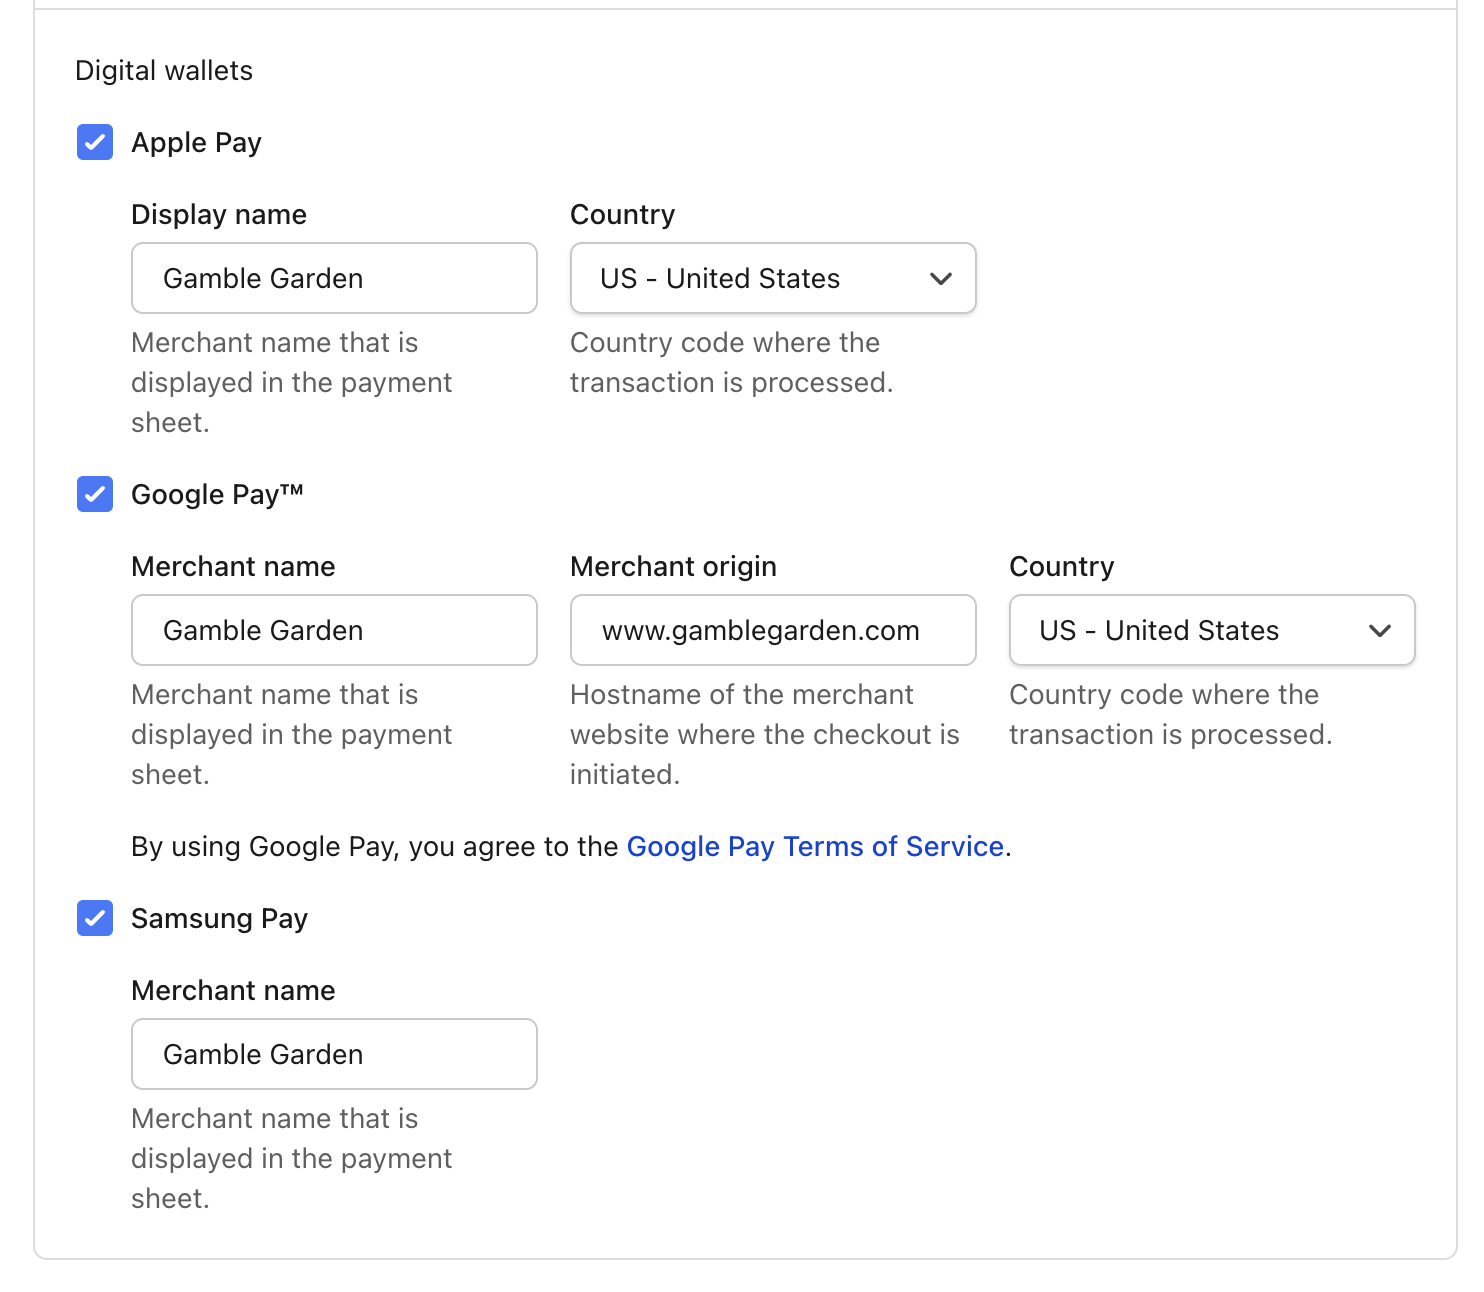 Digital wallets
Apple Pay
Display name
Country
Gamble Garden
US - United States
Merchant name that is
displayed in the payment
sheet.
Country code where the
transaction is processed.
Google Pay™
Merchant name
Merchant origin
Country
Gamble Garden
www.gamblegarden.com
US - United States
Merchant name that is
displayed in the payment
sheet.
Hostname of the merchant
website where the checkout is
initiated.
Country code where the
transaction is processed.
By using Google Pay, you agree to the Google Pay Terms of Service.
Samsung Pay
Merchant name
Gamble Garden
Merchant name that is
displayed in the payment
sheet.